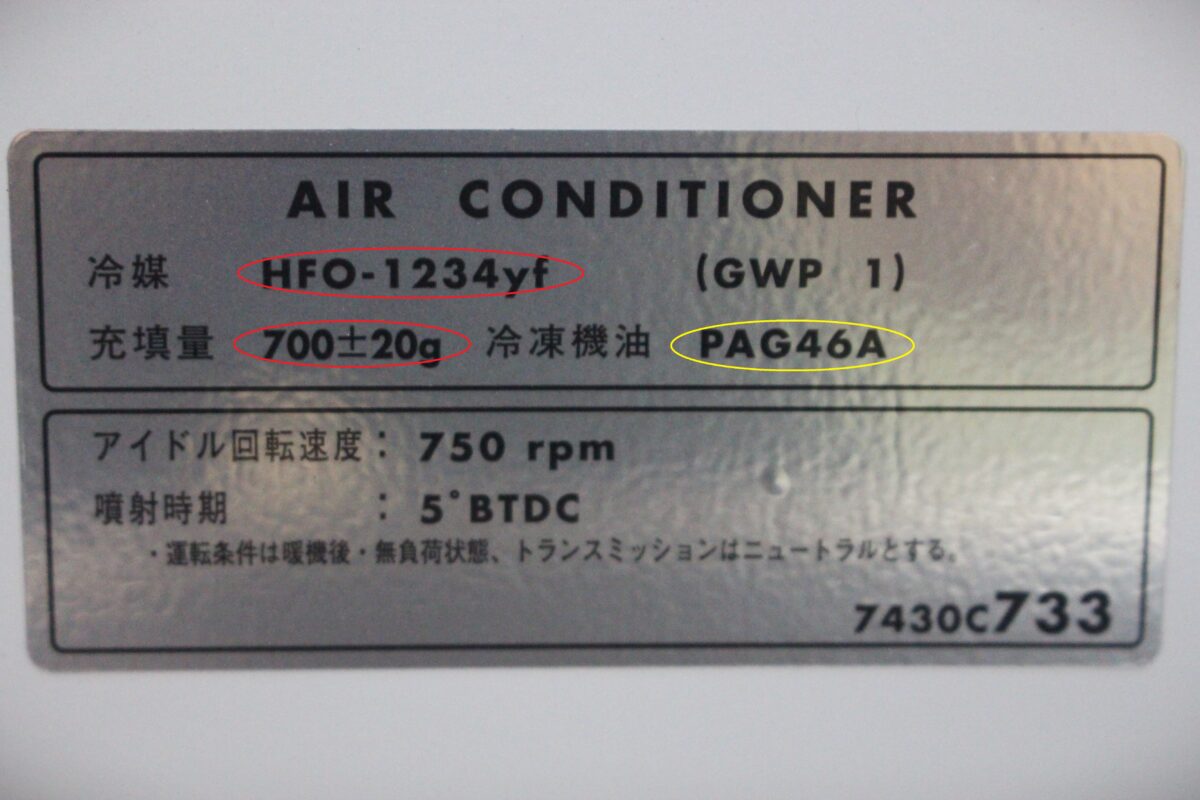 AIR CONDITIONER
冷媒 HFO-1234yf (GWP 1)
充填量 700±20g 冷凍機油 PAG46A
アイドル回転速度: 750 rpm
噴射時期 : 5°BTDC
・運転条件は暖機後・無負荷状態、トランスミッションはニュートラルとする。
7430C733